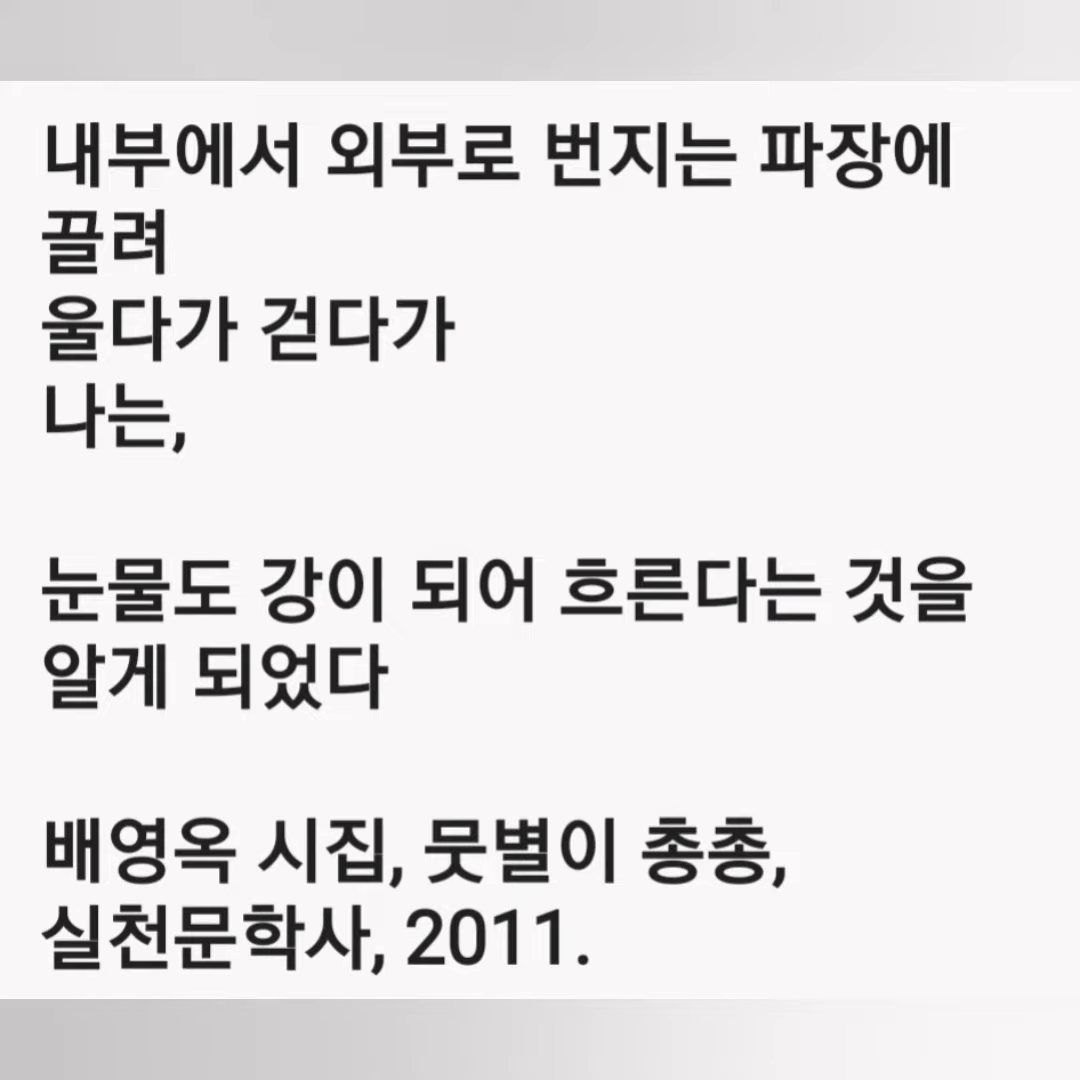 내부에서 외부로 번지는 파장에
끌려
울다가 걷다가
나는,
눈물도 강이 되어 흐른다는 것을
알게 되었다
배영옥 시집, 뭇별이 총총,
실천문학사, 2011.